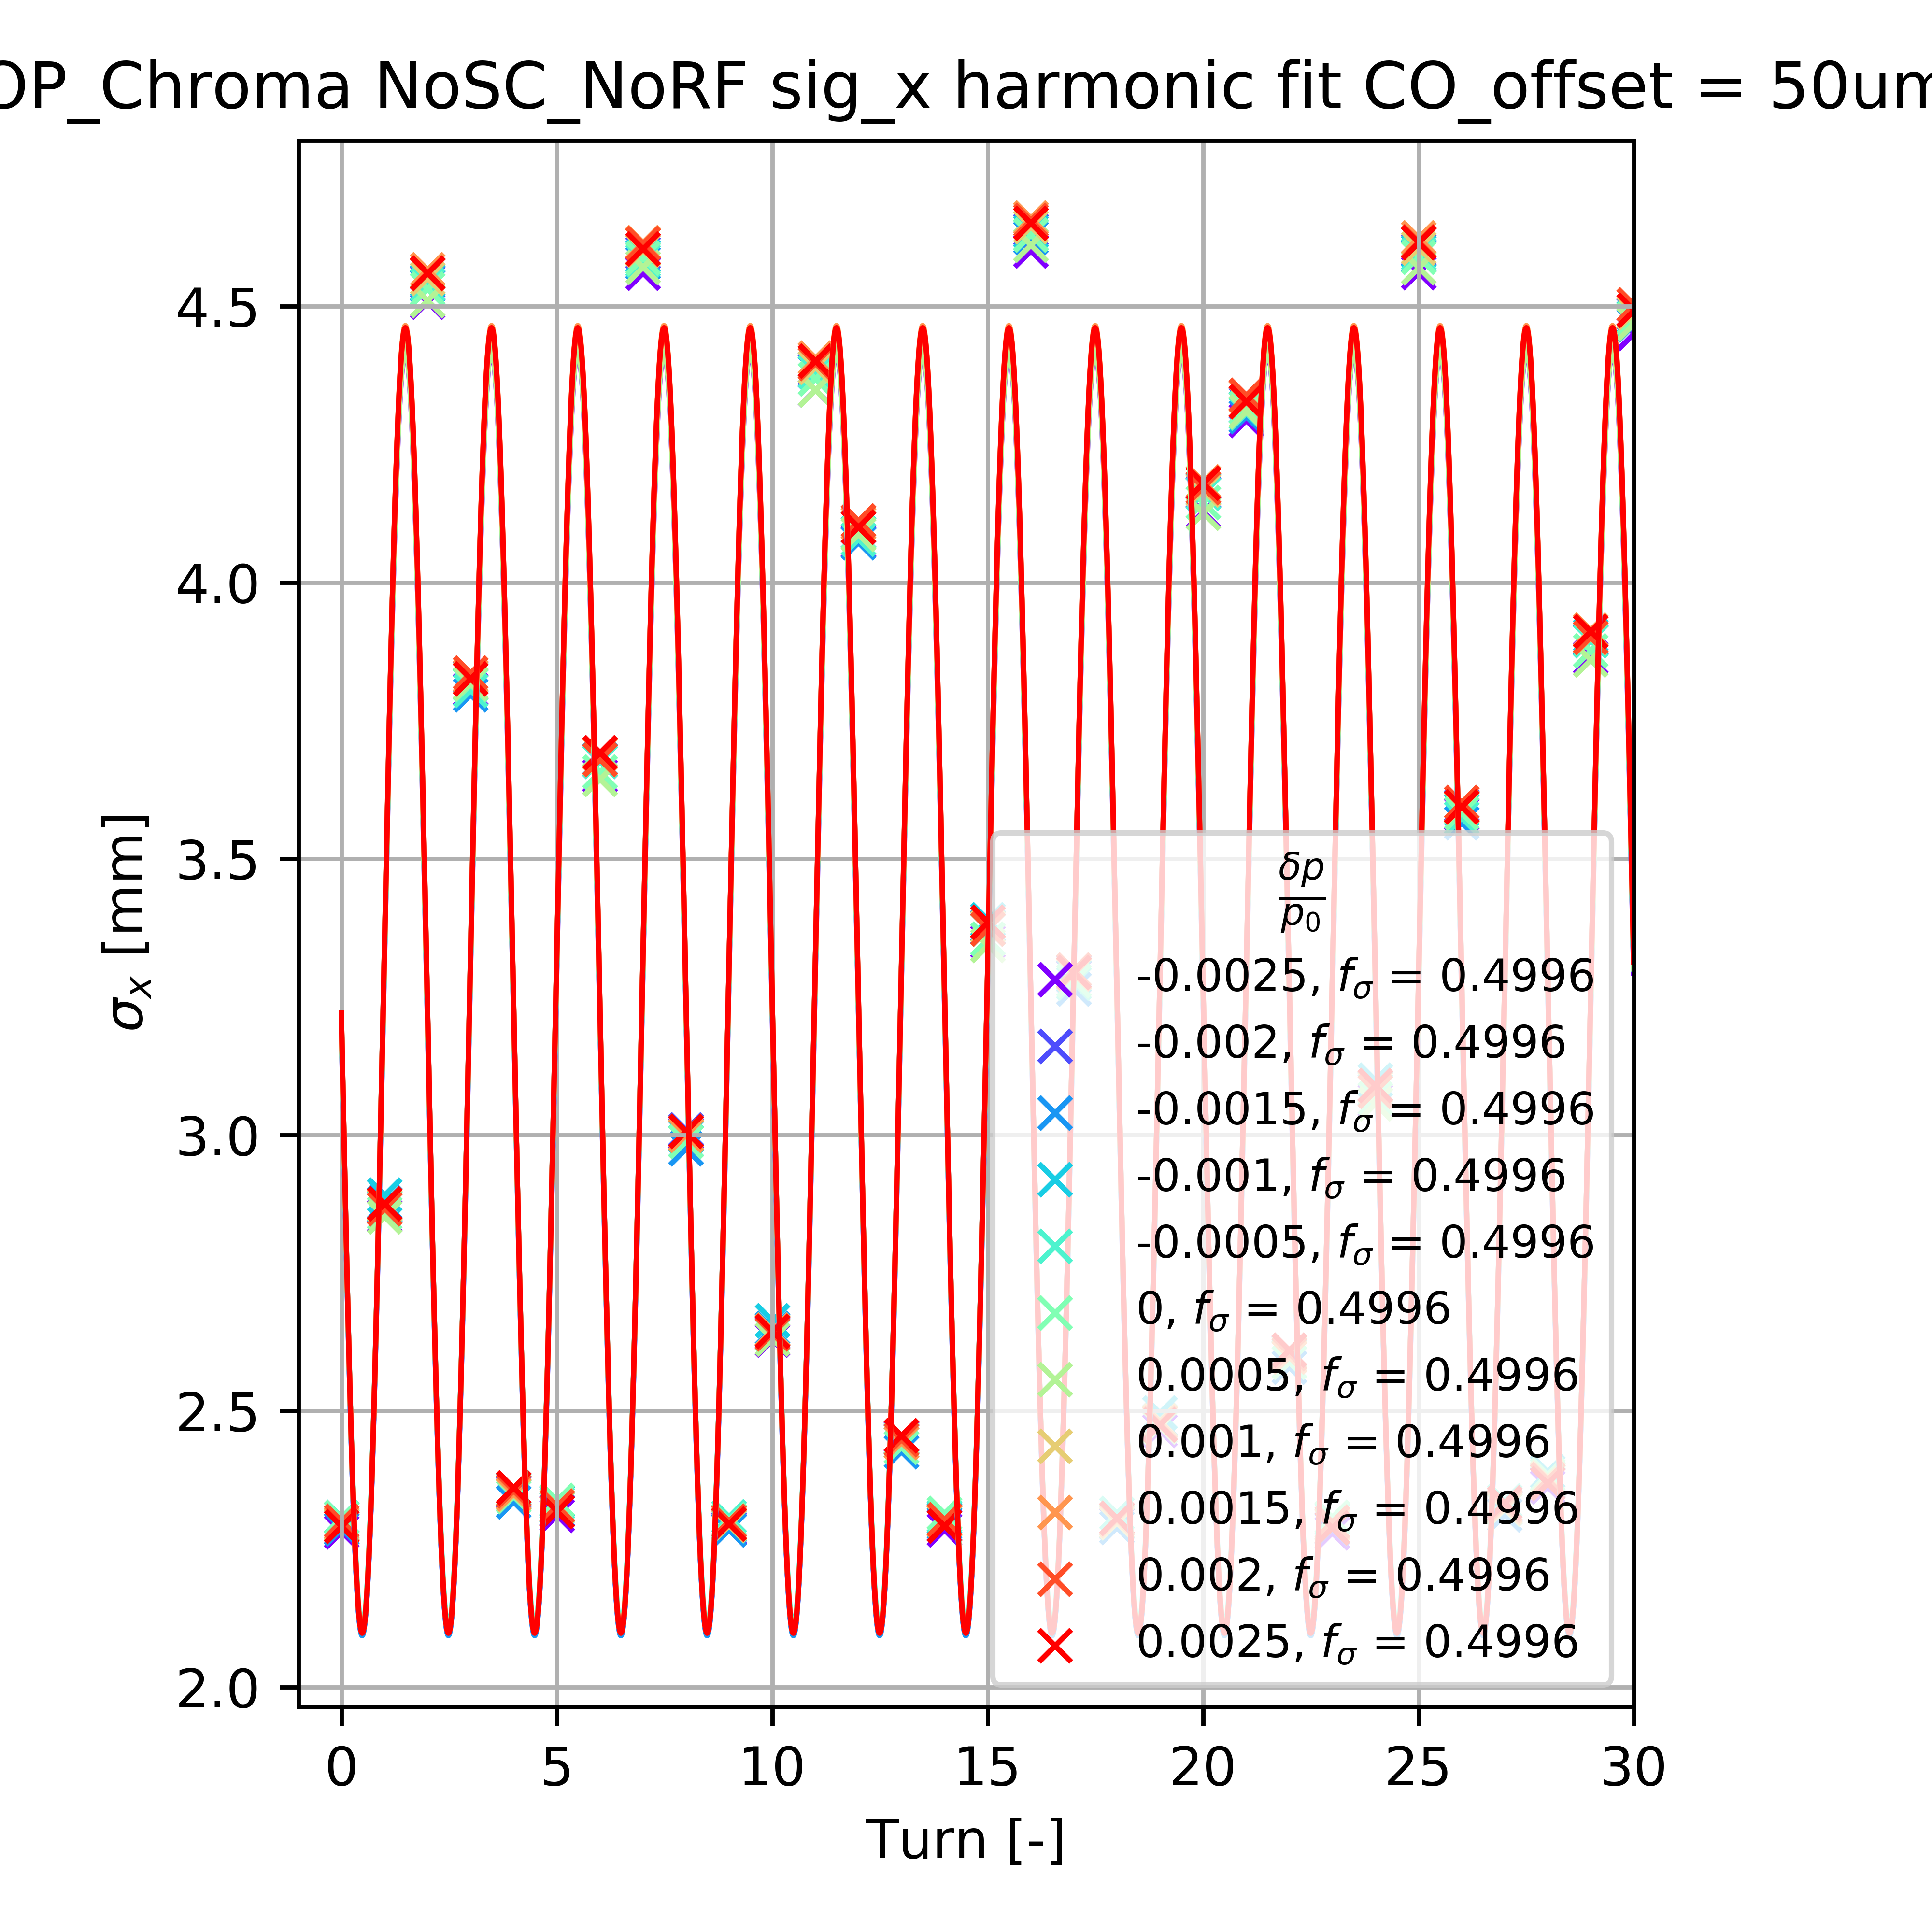 OP_Chroma NoSC_NoRF sig_x harmonic fit CO_offset = 50um
4.5
4.0
3.5
3.0
2.5
2.0
σx [mm]
δp
p0
-0.0025, fσ = 0.4996
-0.002, fσ = 0.4996
-0.0015, fσ = 0.4996
-0.001, fσ = 0.4996
-0.0005, fσ = 0.4996
0, fσ = 0.4996
0.0005, fσ = 0.4996
0.001, fσ = 0.4996
0.0015, fσ = 0.4996
0.002, fσ = 0.4996
0.0025, fσ = 0.4996
0 5 10 15 20 25 30
Turn [-]